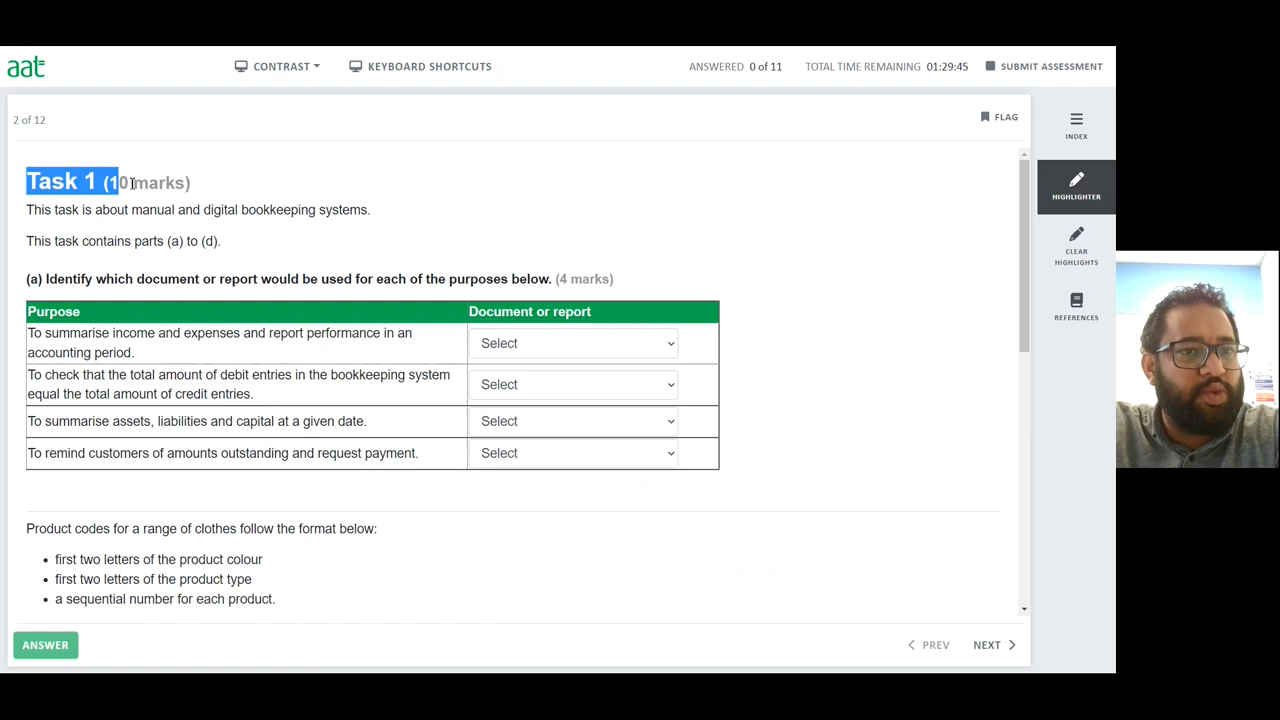 aat
CONTRAST
KEYBOARD SHORTCUTS
ANSWERED 0 of 11
TOTAL TIME REMAINING 01:29:45
SUBMIT ASSESSMENT
2 of 12
FLAG
INDEX
HIGHLIGHTER
CLEAR
HIGHLIGHTS
REFERENCES
Task 1 (10 marks)
This task is about manual and digital bookkeeping systems.
This task contains parts (a) to (d).
(a) Identify which document or report would be used for each of the purposes below. (4 marks)
Purpose Document or report
To summarise income and expenses and report performance in an
accounting period.
Select
To check that the total amount of debit entries in the bookkeeping system
equal the total amount of credit entries.
Select
To summarise assets, liabilities and capital at a given date. Select
To remind customers of amounts outstanding and request payment. Select
Product codes for a range of clothes follow the format below:
• first two letters of the product colour
• first two letters of the product type
• a sequential number for each product.
ANSWER
PREV
NEXT